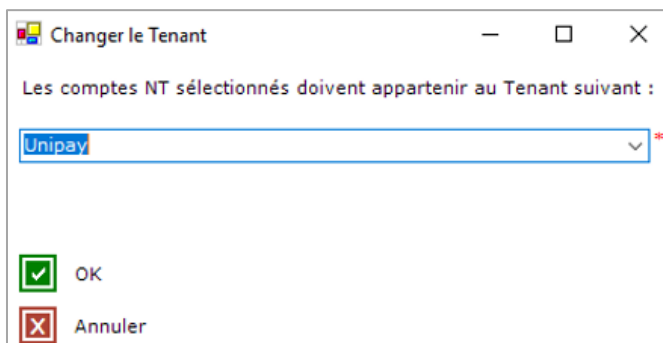 Changer le Tenant
Les comptes NT sélectionnés doivent appartenir au Tenant suivant :
Unipay
*
OK
Annuler